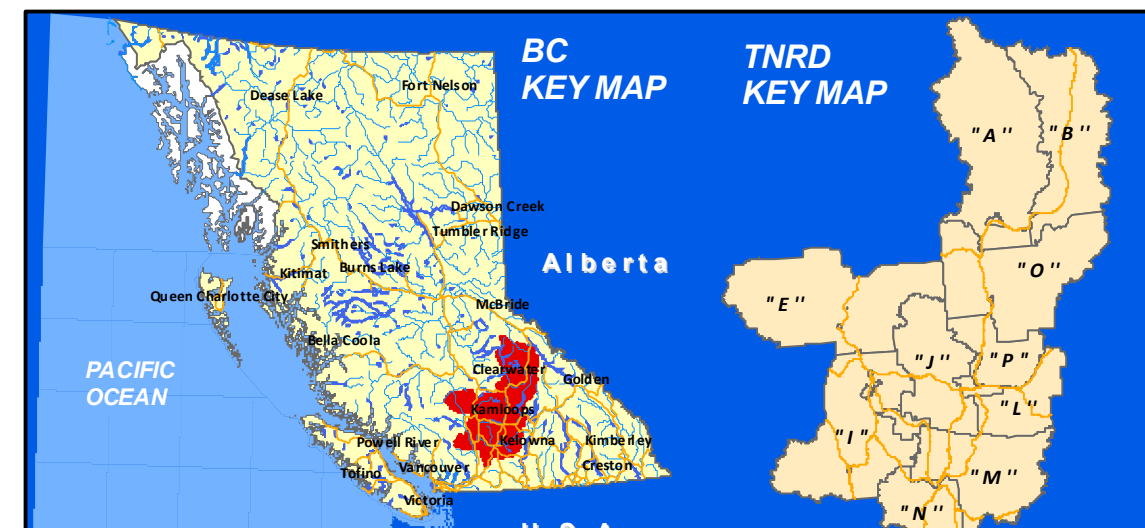 BC
KEY MAP
TNRD
KEY MAP
Fort Nelson
Dease Lake
"A"
"B"
Dawson Creek
Tumbler Ridge
Smithers
Alberta
Burns Lake
Kitimat
"O"
Queen Charlotte City
McBride
"E"
Bella Coola
PACIFIC
OCEAN
Clearwater
Golden
"J"
"P"
Kamloops
"L"
Powell River
Kelowna
Kimberley
"I"
Vancouver
Creston
Tofino
"M"
Victoria
"N"
U S A